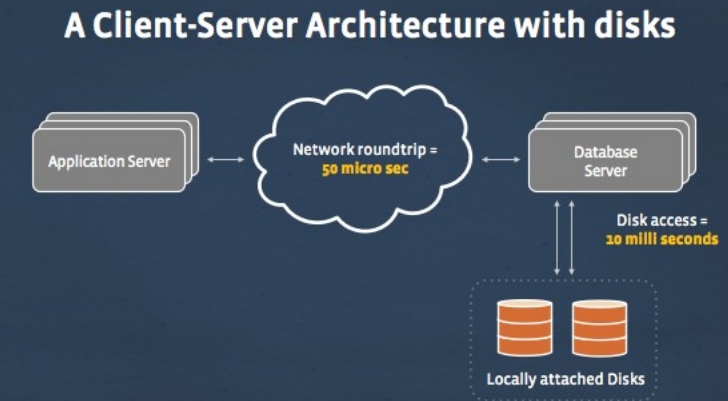 A Client-Server Architecture with disks
Application Server
Network roundtrip =
50 micro sec
Database
Server
Disk access =
10 milli seconds
Locally attached Disks